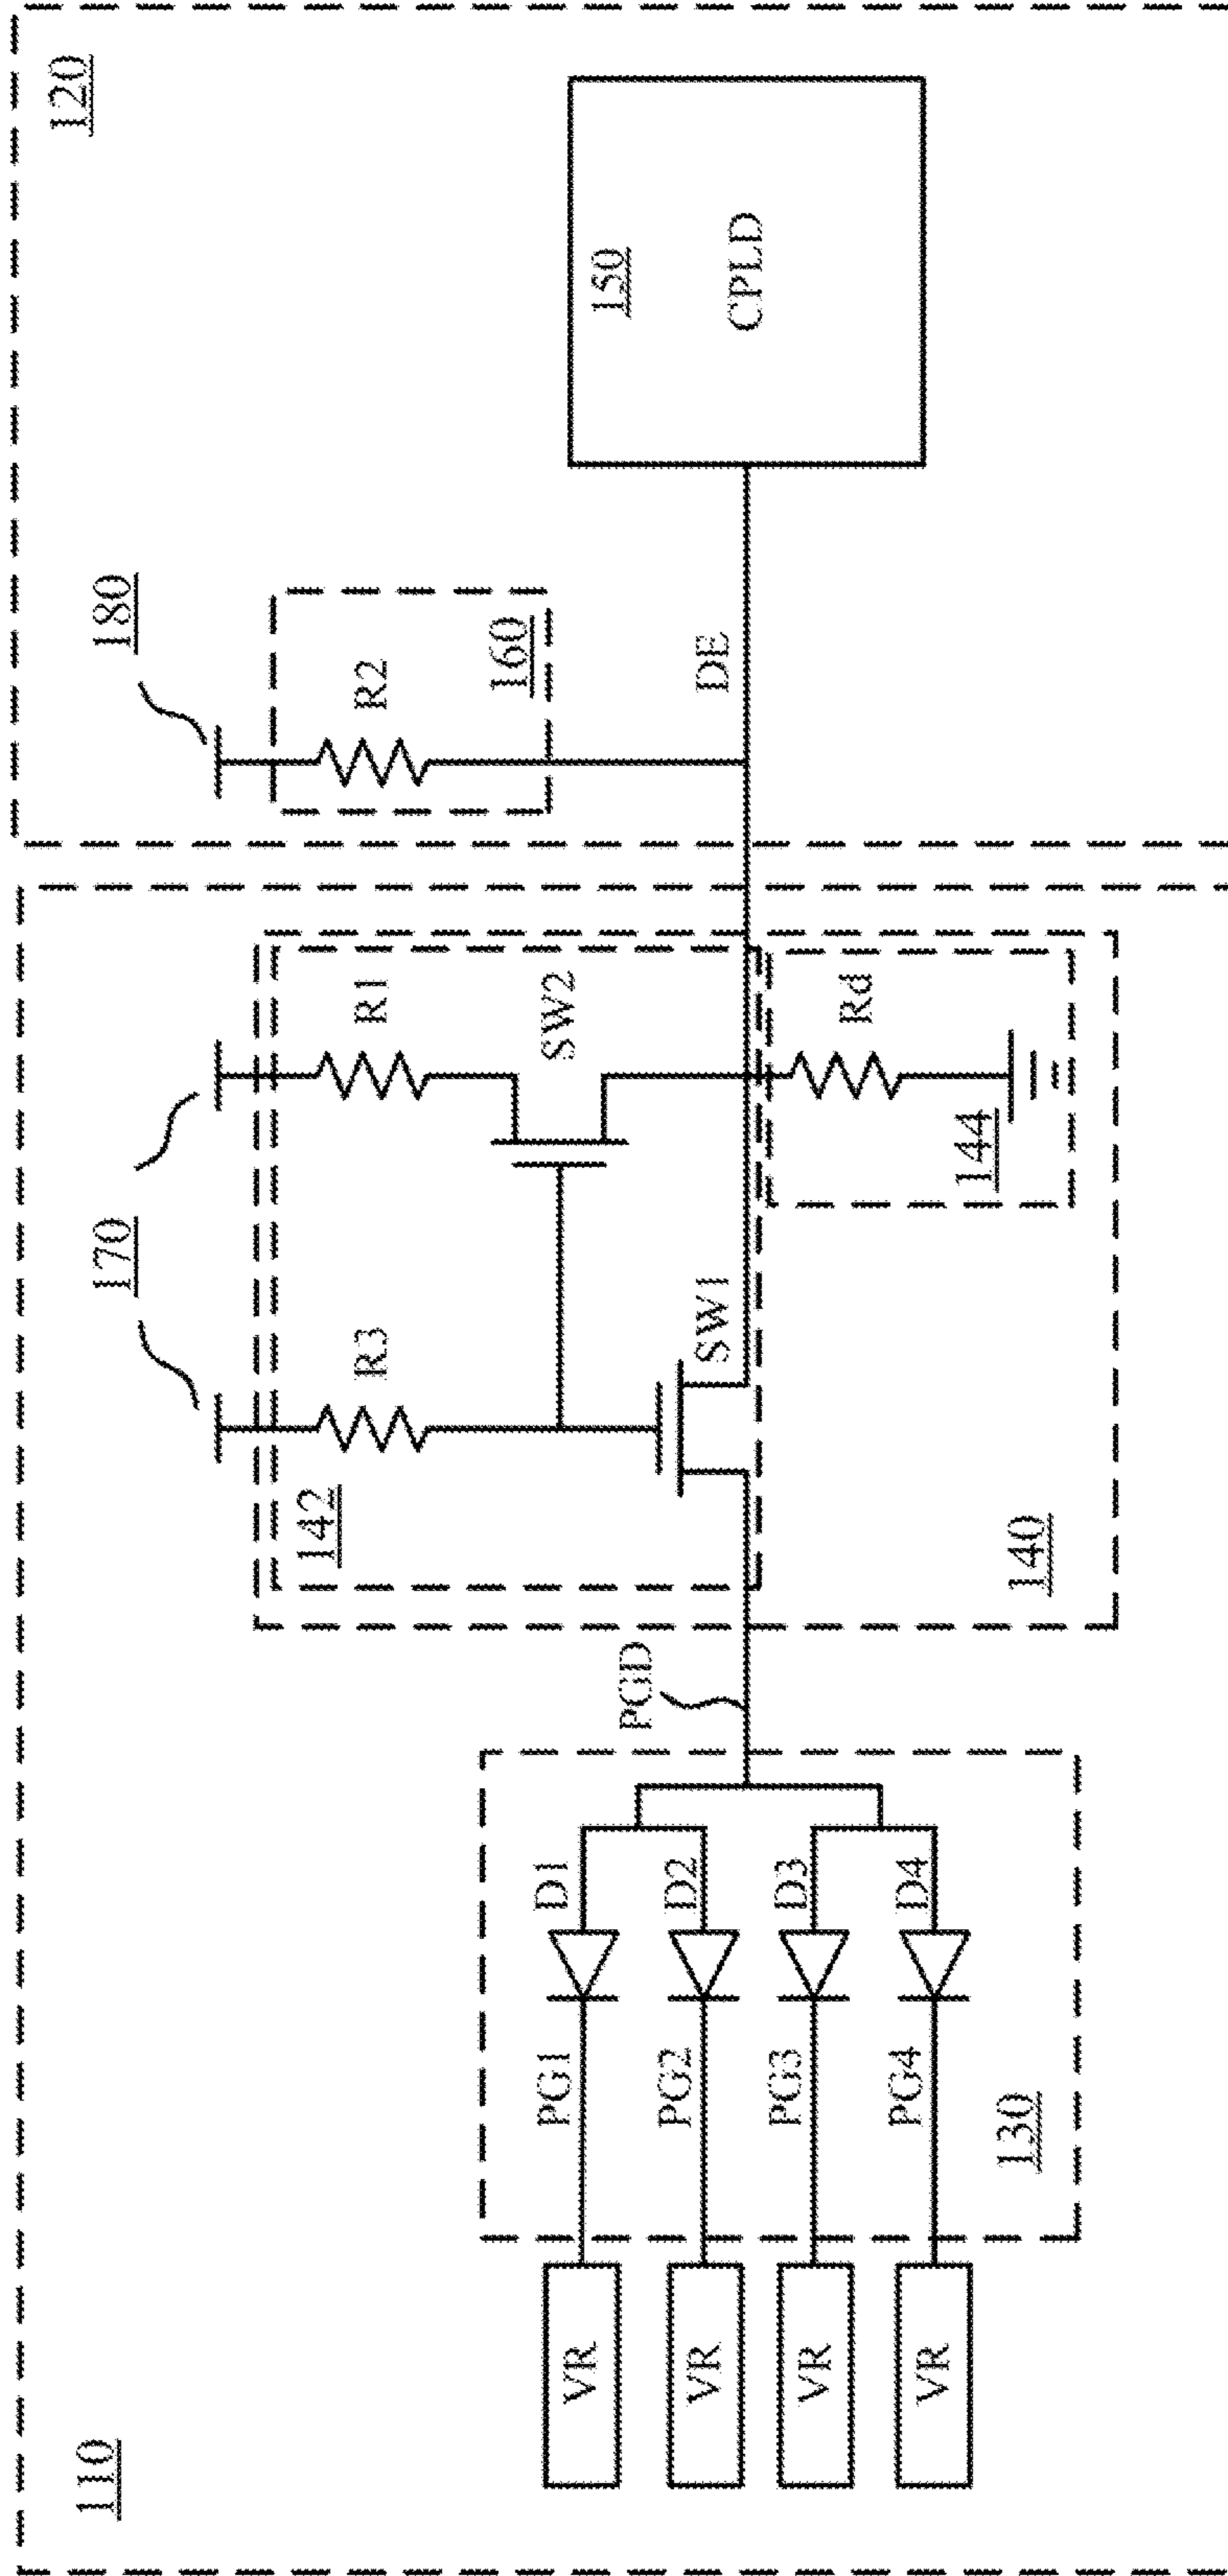 110
120
170
180
R3
R1
R2
142
SW2
160
150
CPLD
PGD
SW1
DE
D1
PG1
VR
D2
PG2
VR
D3
PG3
VR
D4
PG4
VR
Rd
144
130
140